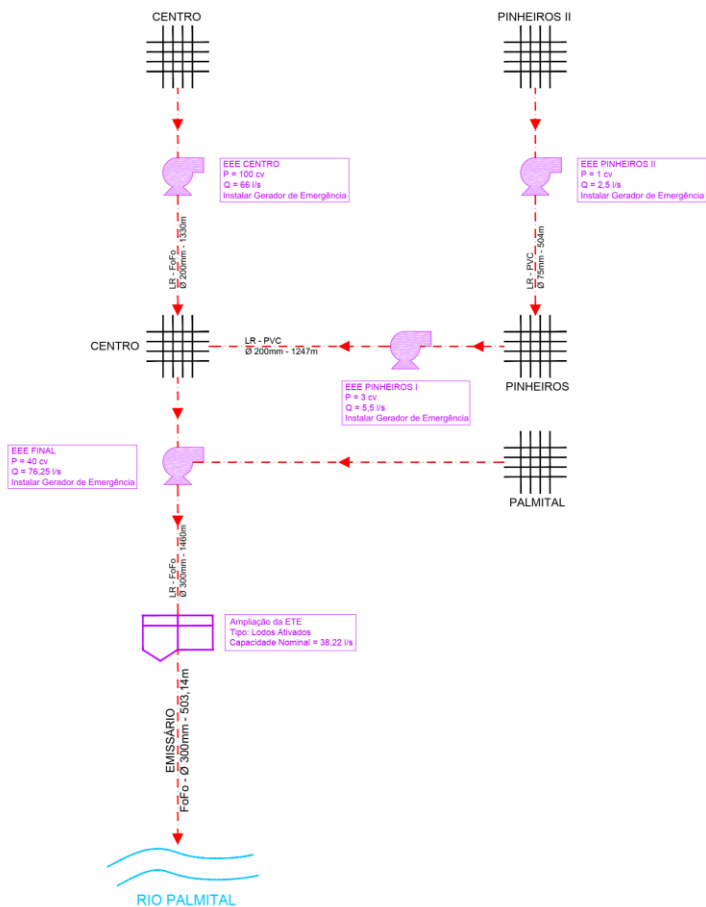 CENTRO
PINHEIROS II
EEE CENTRO
P = 100 cv
Q = 66 l/s
Instalar Gerador de Emergência
EEE PINHEIROS II
P = 1 cv
Q = 2,5 l/s
Instalar Gerador de Emergência
LR - FoFo
Ø 200mm - 1330m
LR - PVC
Ø 75mm - 504m
CENTRO
LR - PVC
Ø 200mm - 1247m
PINHEIROS
EEE PINHEIROS I
P = 3 cv
Q = 5,5 l/s
Instalar Gerador de Emergência
EEE FINAL
P = 40 cv
Q = 76,25 l/s
Instalar Gerador de Emergência
PALMITAL
LR - FoFo
Ø 300mm - 1460m
Ampliação da ETE
Tipo: Lodos Ativados
Capacidade Nominal = 38,22 l/s
EMISSÁRIO
FoFo - Ø 300mm - 503,14m
RIO PALMITAL